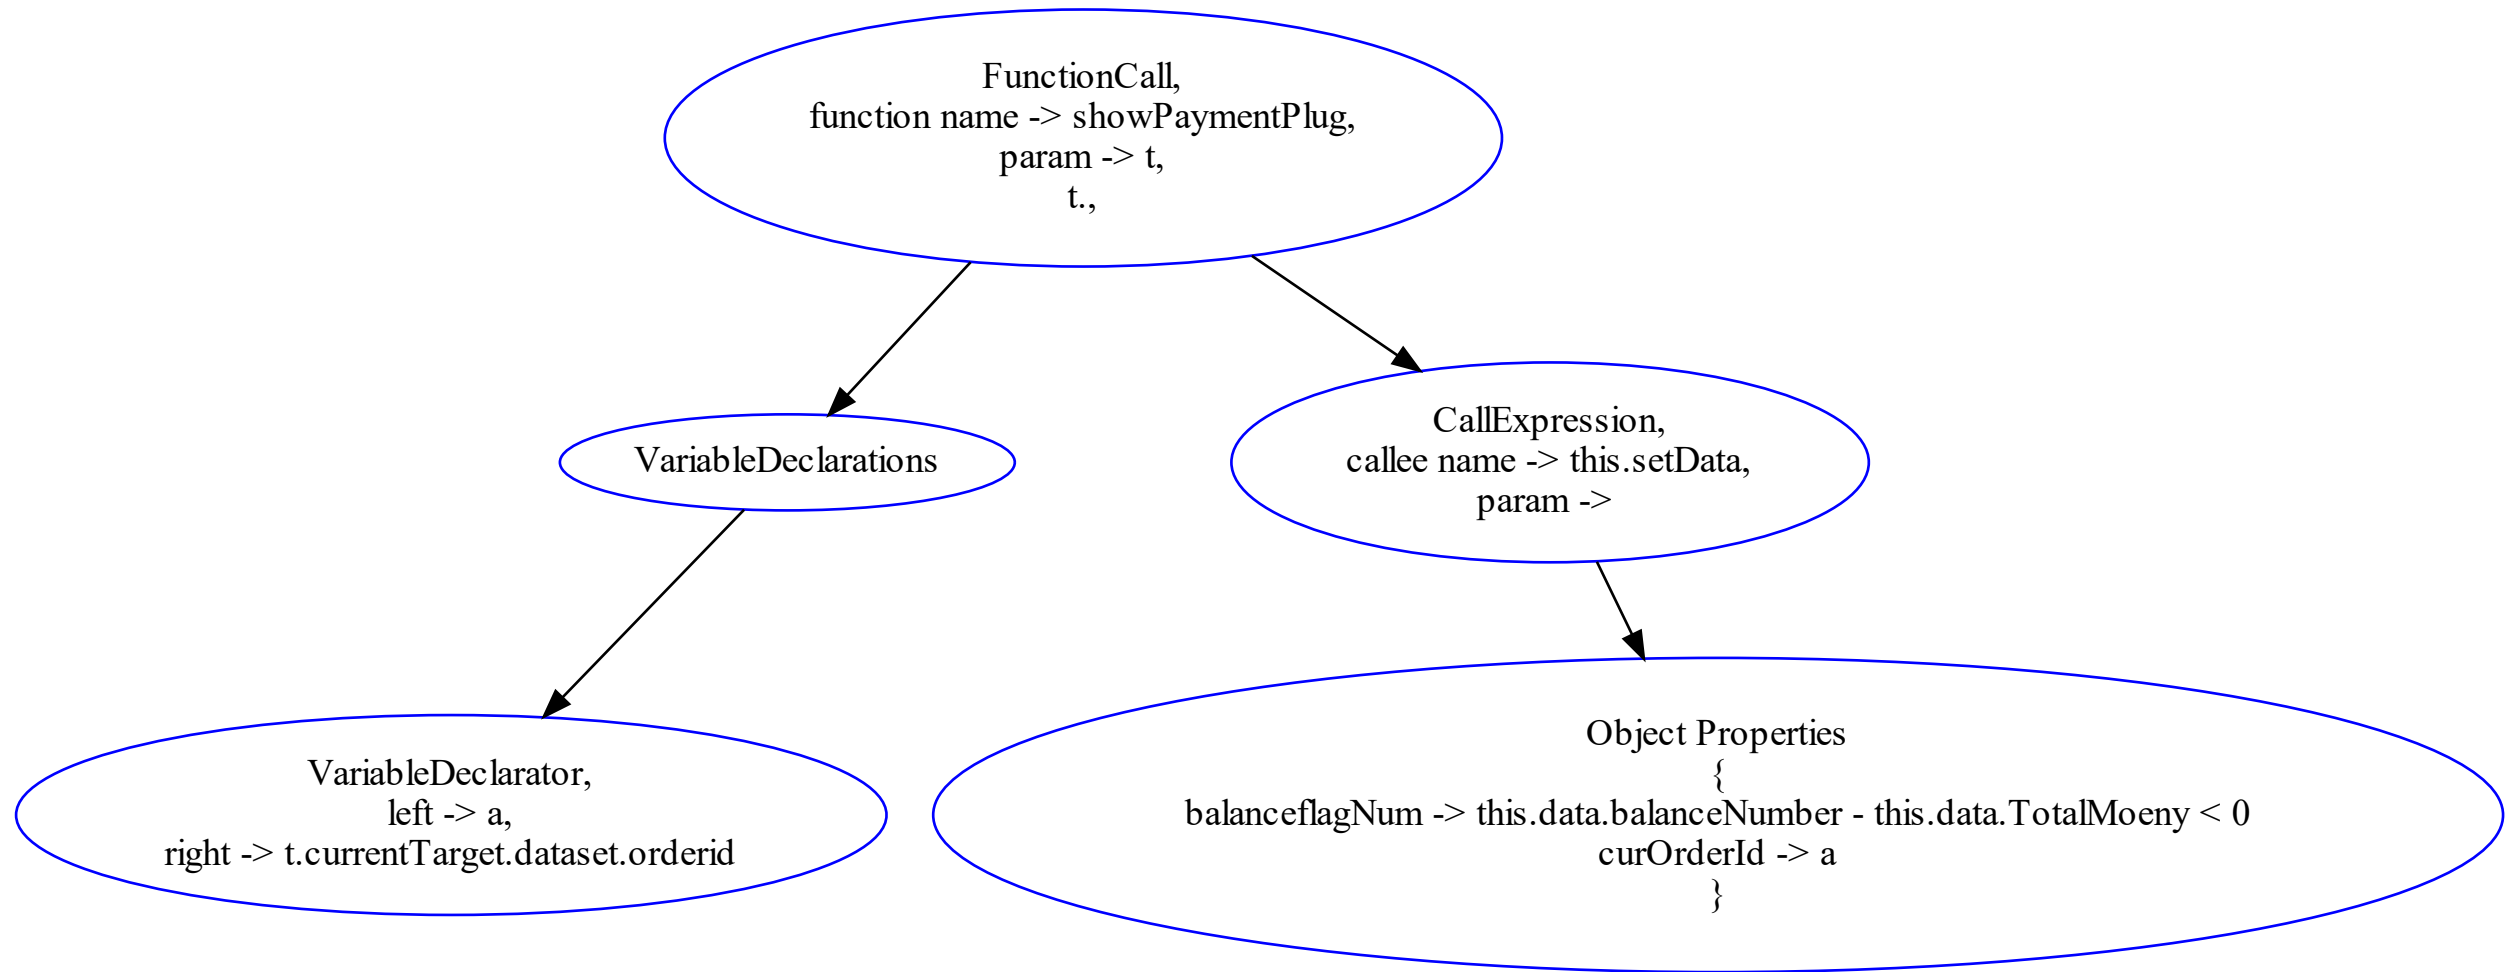 FunctionCall,
function name -> showPaymentPlug,
param -> t,
t.,
VariableDeclarations
CallExpression,
callee name -> this.setData,
param ->
VariableDeclarator,
left -> a,
right -> t.currentTarget.dataset.orderid
Object Properties
{
balanceflagNum -> this.data.balanceNumber - this.data.TotalMoeny < 0
curOrderId -> a
}